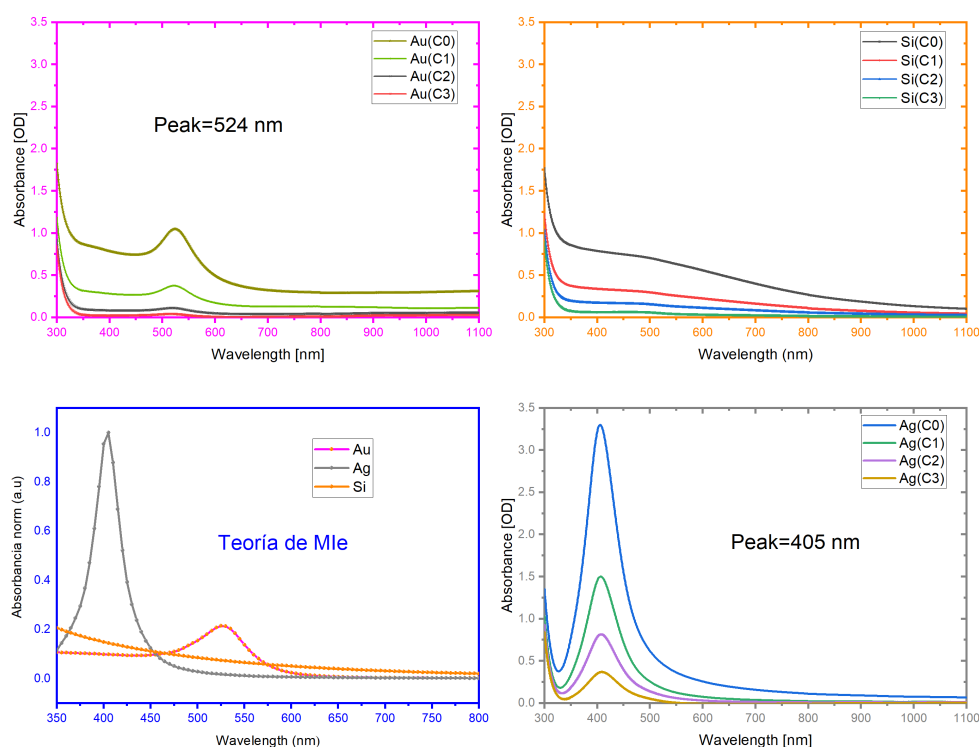 3.5
3.0
2.5
2.0
1.5
1.0
0.5
0.0
Absorbance [OD]
Au(C0)
Au(C1)
Au(C2)
Au(C3)
Peak=524 nm
300 400 500 600 700 800 900 1000 1100
Wavelength [nm]
3.5
3.0
2.5
2.0
1.5
1.0
0.5
0.0
Absorbance [OD]
Si(C0)
Si(C1)
Si(C2)
Si(C3)
300 400 500 600 700 800 900 1000 1100
Wavelength (nm)
1.0
0.8
0.6
0.4
0.2
0.0
Absorbancia norm (a.u)
Au
Ag
Si
Teoría de MIe
350 400 450 500 550 600 650 700 750 800
Wavelength (nm)
3.5
3.0
2.5
2.0
1.5
1.0
0.5
0.0
Absorbance [OD]
Ag(C0)
Ag(C1)
Ag(C2)
Ag(C3)
Peak=405 nm
300 400 500 600 700 800 900 1000 1100
Wavelength [nm]